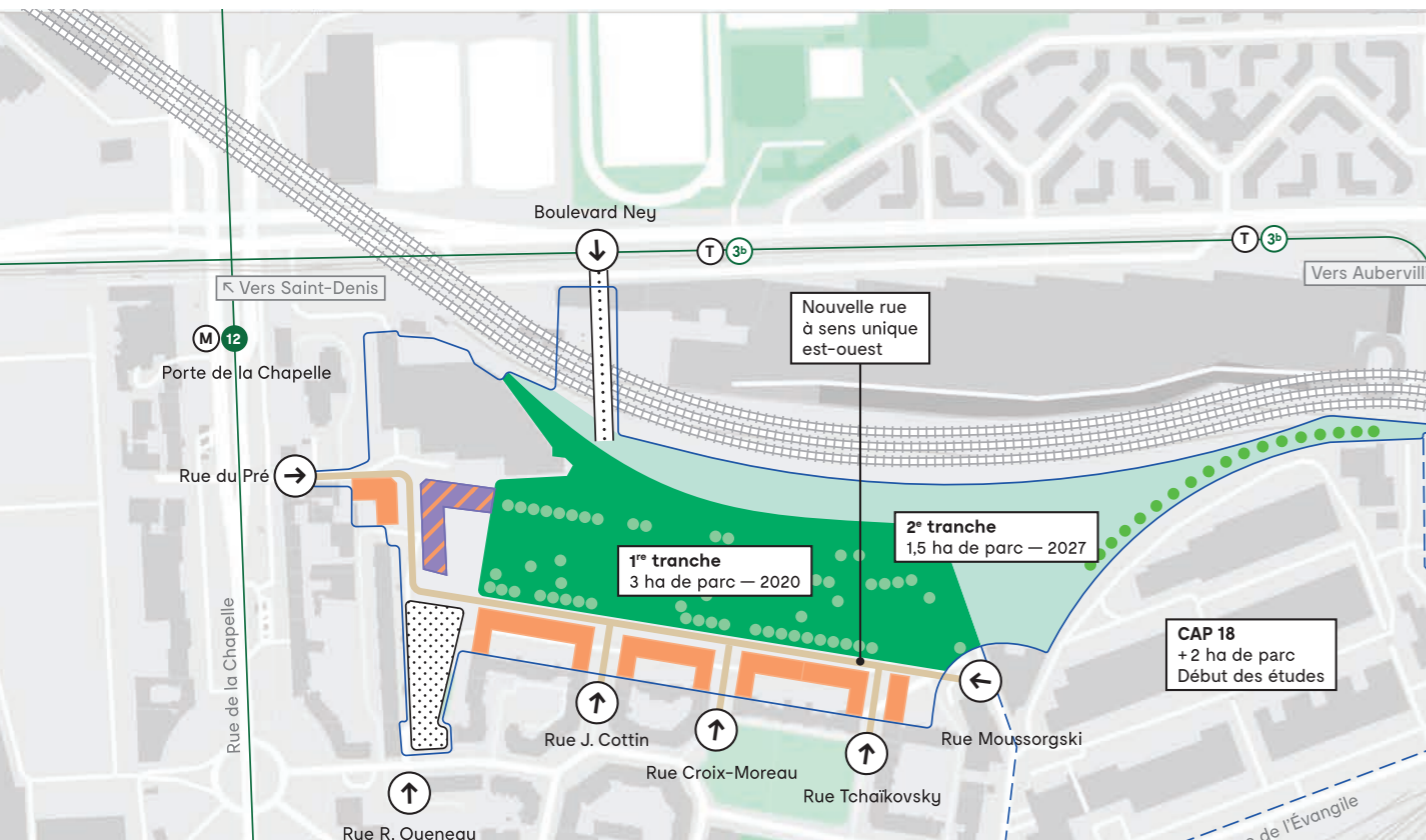 Boulevard Ney
T 3b
T 3b
Vers Saint-Denis
Vers Aubervill
Nouvelle rue
à sens unique
est-ouest
M 12
Porte de la Chapelle
Rue du Pré
2e tranche
1,5 ha de parc — 2027
1re tranche
3 ha de parc — 2020
Rue de la Chapelle
CAP 18
+ 2 ha de parc
Début des études
Rue J. Cottin
Rue Moussorgski
Rue Croix-Moreau
Rue Tchaïkovsky
Rue R. Queneau
de l'Évangile